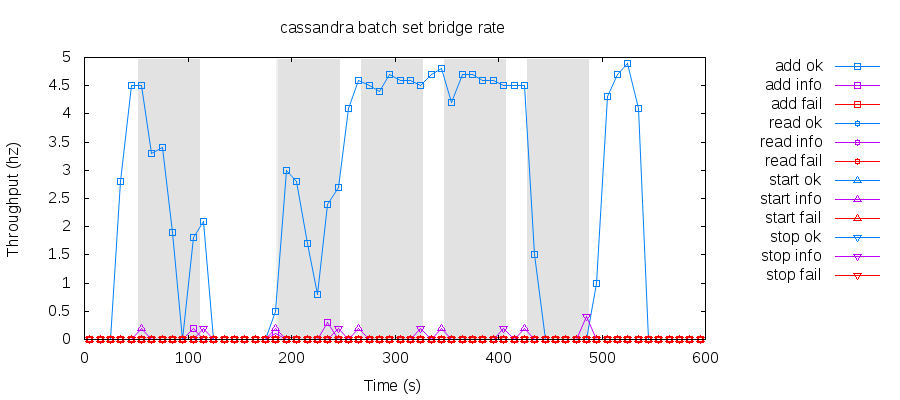 cassandra batch set bridge rate
Throughput (hz)
5
4.5
4
3.5
3
2.5
2
1.5
1
0.5
0
0 100 200 300 400 500 600
Time (s)
add ok
add info
add fail
read ok
read info
read fail
start ok
start info
start fail
stop ok
stop info
stop fail